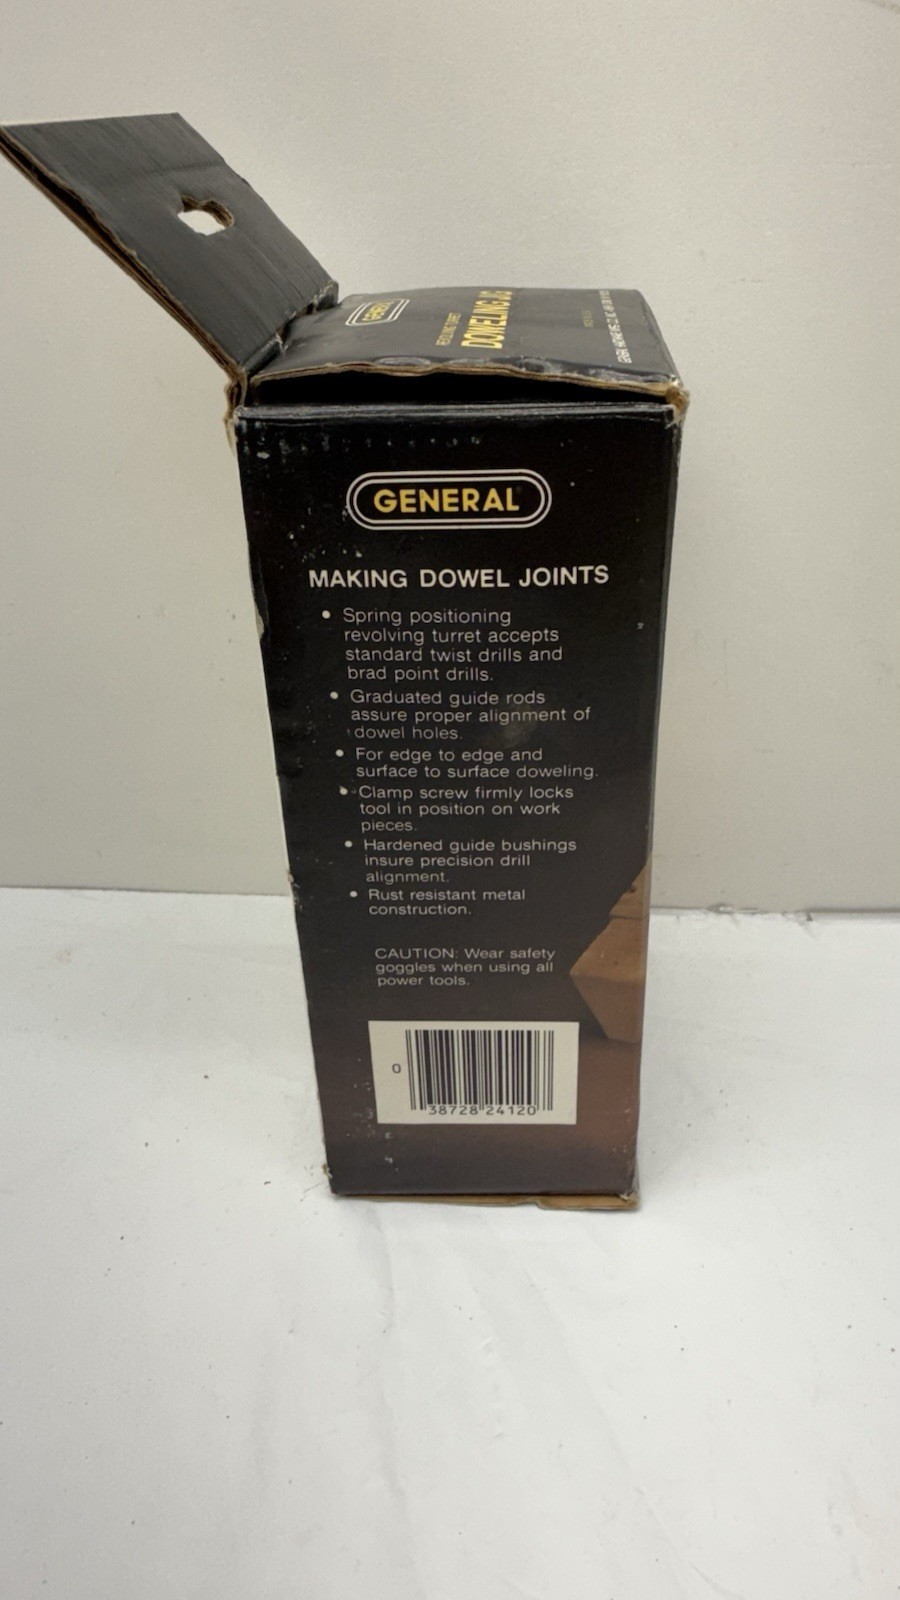 GENERAL
REVOLVING TURRET
DOWELING JIG
GENERAL
MAKING DOWEL JOINTS
• Spring positioning
revolving turret accepts
standard twist drills and
brad point drills.
• Graduated guide rods
assure proper alignment of
dowel holes.
• For edge to edge and
surface to surface doweling.
• Clamp screw firmly locks
tool in position on work
pieces.
• Hardened guide bushings
insure precision drill
alignment.
• Rust resistant metal
construction.
CAUTION: Wear safety
goggles when using all
power tools.
0 38728 24120